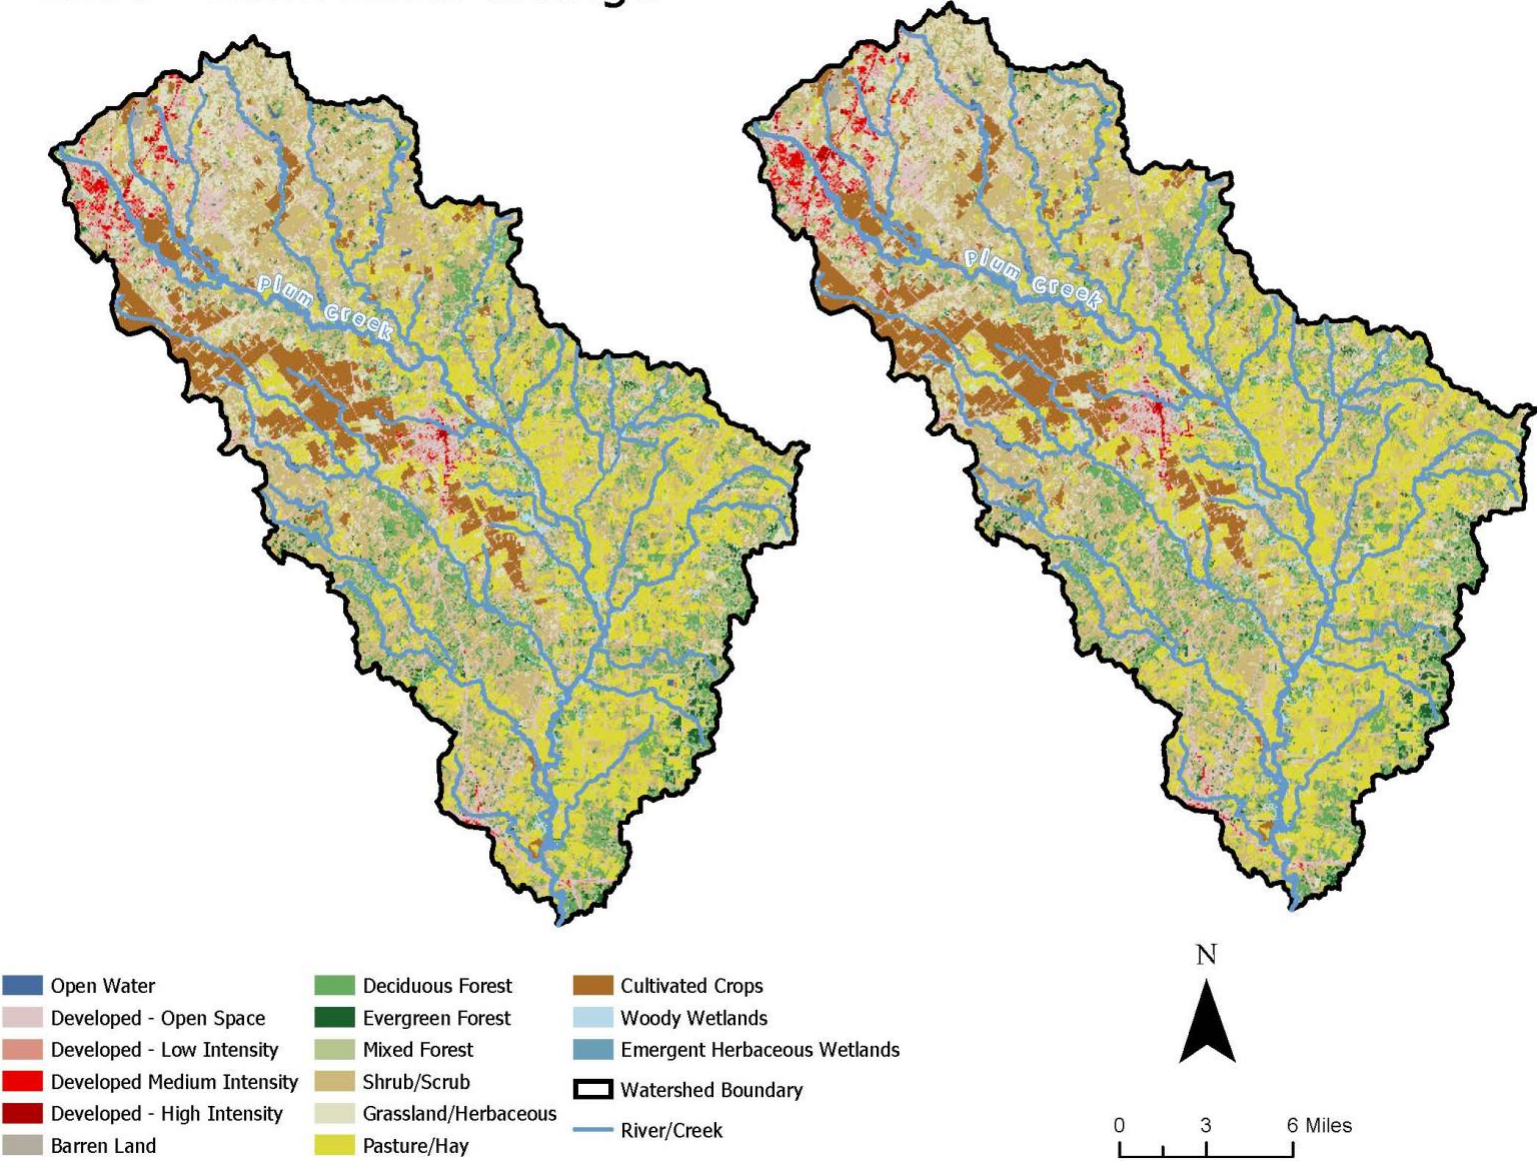 Plum Creek
Plum Creek
Open Water
Developed - Open Space
Developed - Low Intensity
Developed Medium Intensity
Developed - High Intensity
Barren Land
Deciduous Forest
Evergreen Forest
Mixed Forest
Shrub/Scrub
Grassland/Herbaceous
Pasture/Hay
Cultivated Crops
Woody Wetlands
Emergent Herbaceous Wetlands
Watershed Boundary
River/Creek
N
0 3 6 Miles